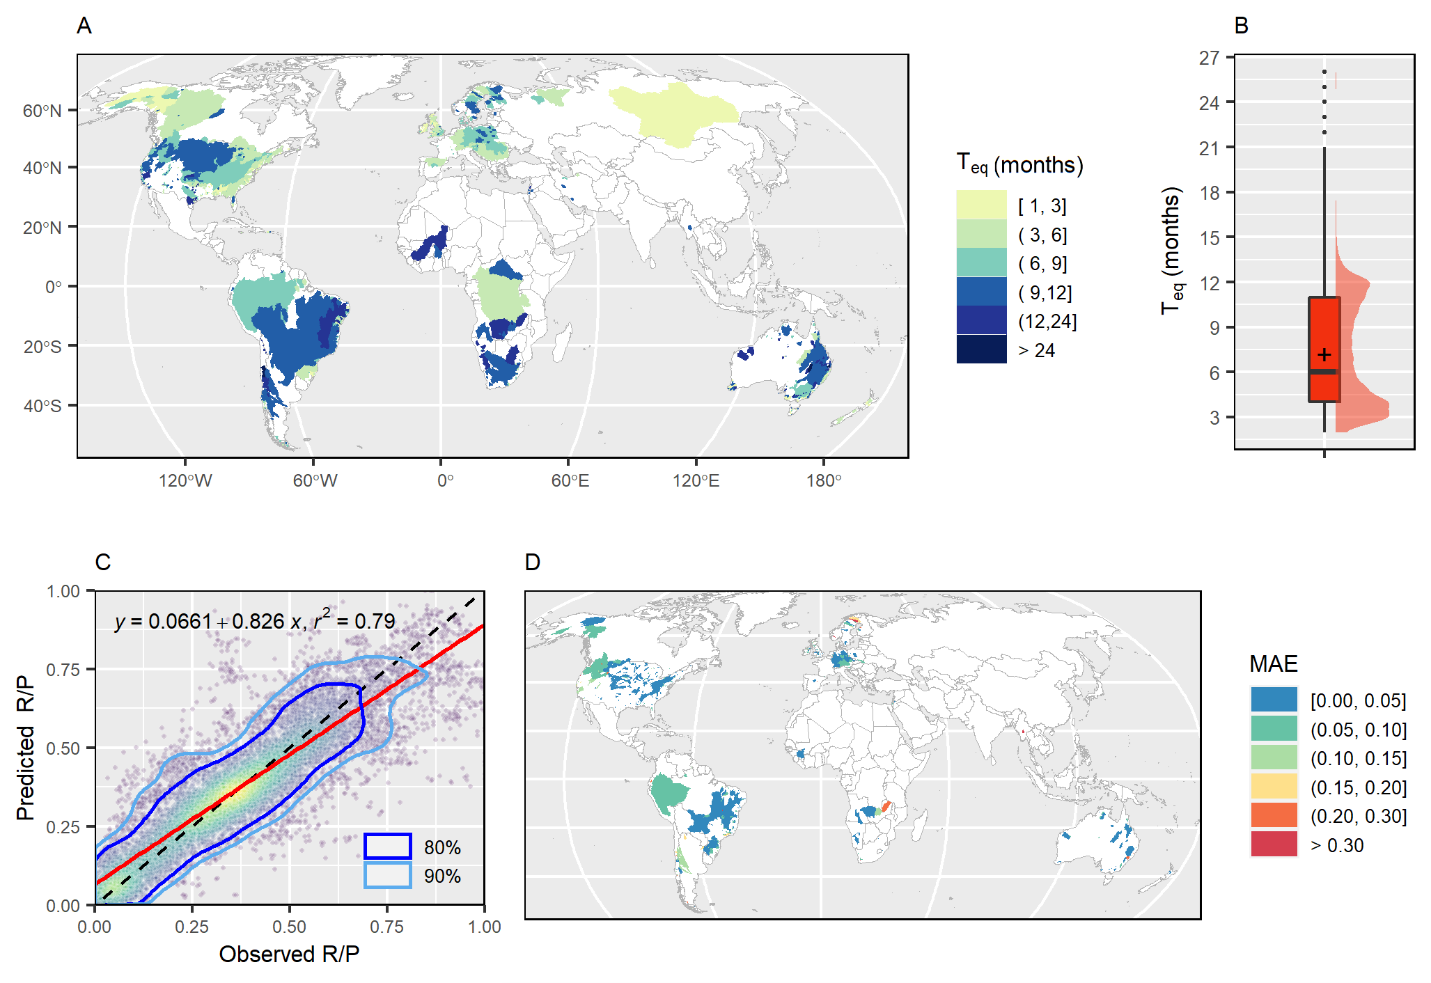 A
60°N
40°N
20°N
0°
20°S
40°S
120°W
60°W
0°
60°E
120°E
180°
Teq (months)
[ 1, 3]
( 3, 6]
( 6, 9]
( 9,12]
(12,24]
> 24
B
Teq (months)
27
24
21
18
15
12
9
6
3
C
y = 0.0661 + 0.826 x, r² = 0.79
Predicted R/P
1.00
0.75
0.50
0.25
0.00
80%
90%
0.00
0.25
0.50
0.75
1.00
Observed R/P
D
MAE
[0.00, 0.05]
(0.05, 0.10]
(0.10, 0.15]
(0.15, 0.20]
(0.20, 0.30]
> 0.30